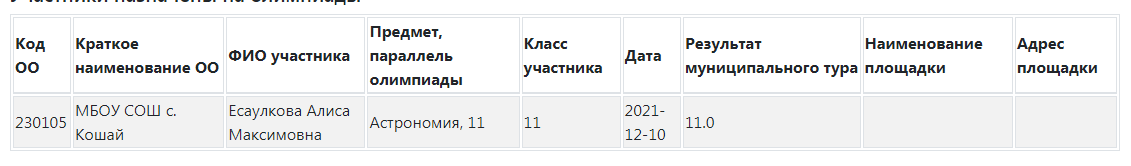 Код ОО
Краткое наименование ОО
ФИО участника
Предмет, параллель олимпиады
Класс участника
Дата
Результат муниципального тура
Наименование площадки
Адрес площадки
230105
МБОУ СОШ с. Кошай
Есаулкова Алиса Максимовна
Астрономия, 11
11
2021-12-10
11.0